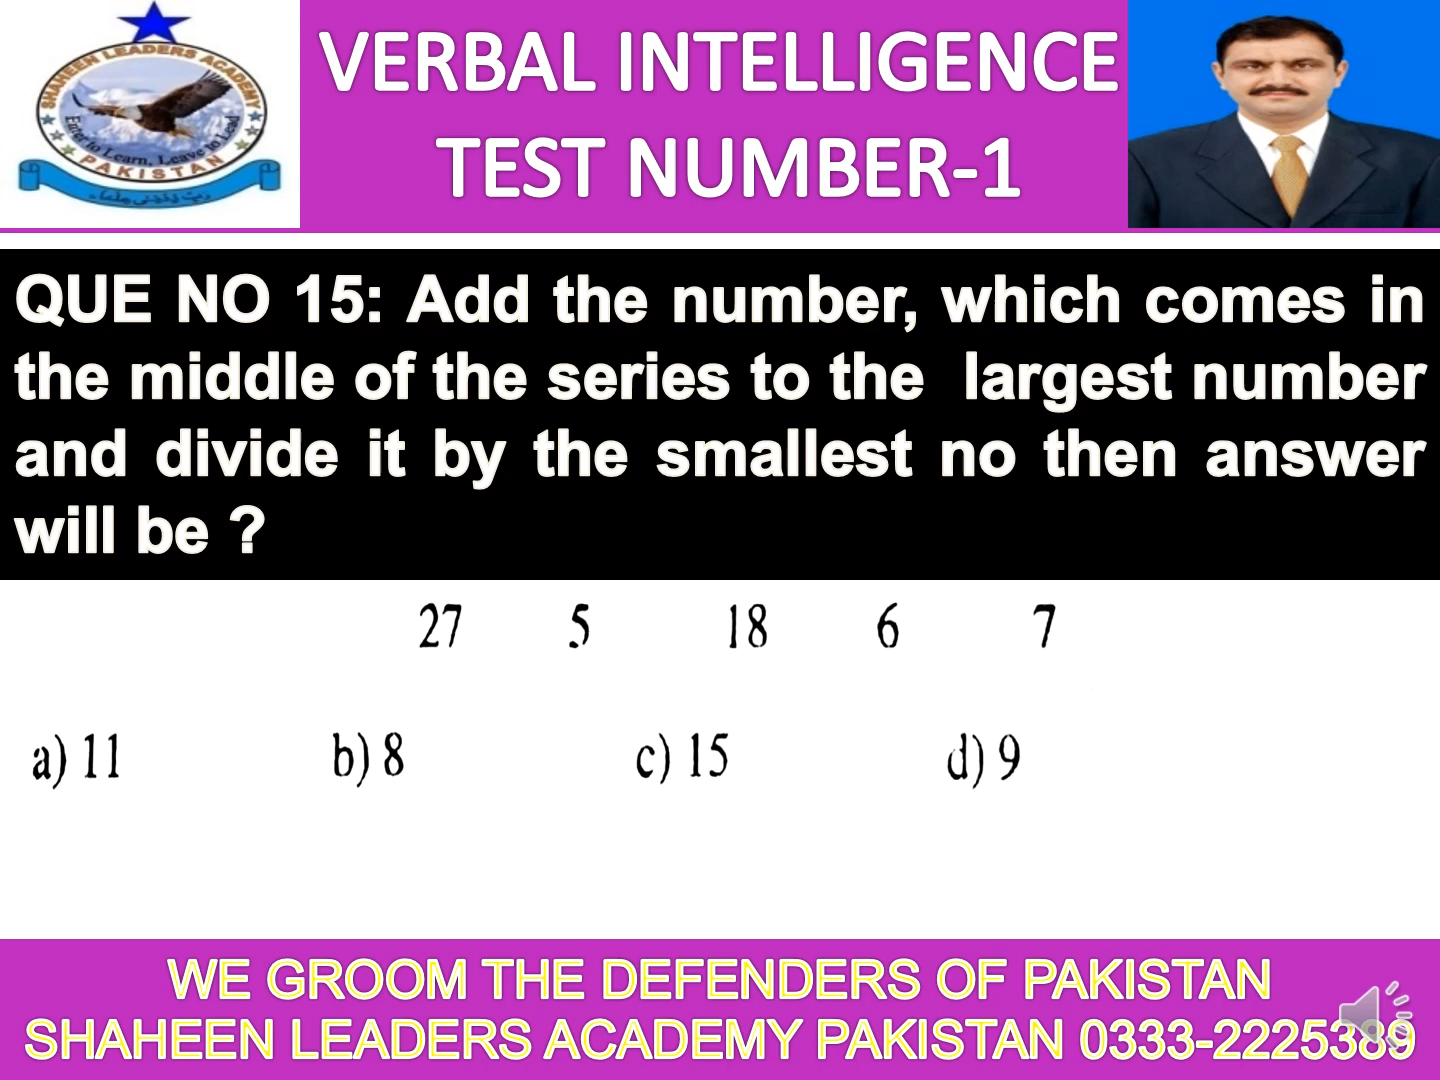 SHAHEEN LEADERS ACADEMY
Enter to Learn, Leave to Lead
PAKISTAN
VERBAL INTELLIGENCE
TEST NUMBER-1
QUE NO 15: Add the number, which comes in
the middle of the series to the largest number
and divide it by the smallest no then answer
will be ?
27 5 18 6 7
a) 11 b) 8 c) 15 d) 9
WE GROOM THE DEFENDERS OF PAKISTAN
SHAHEEN LEADERS ACADEMY PAKISTAN 0333-2225389